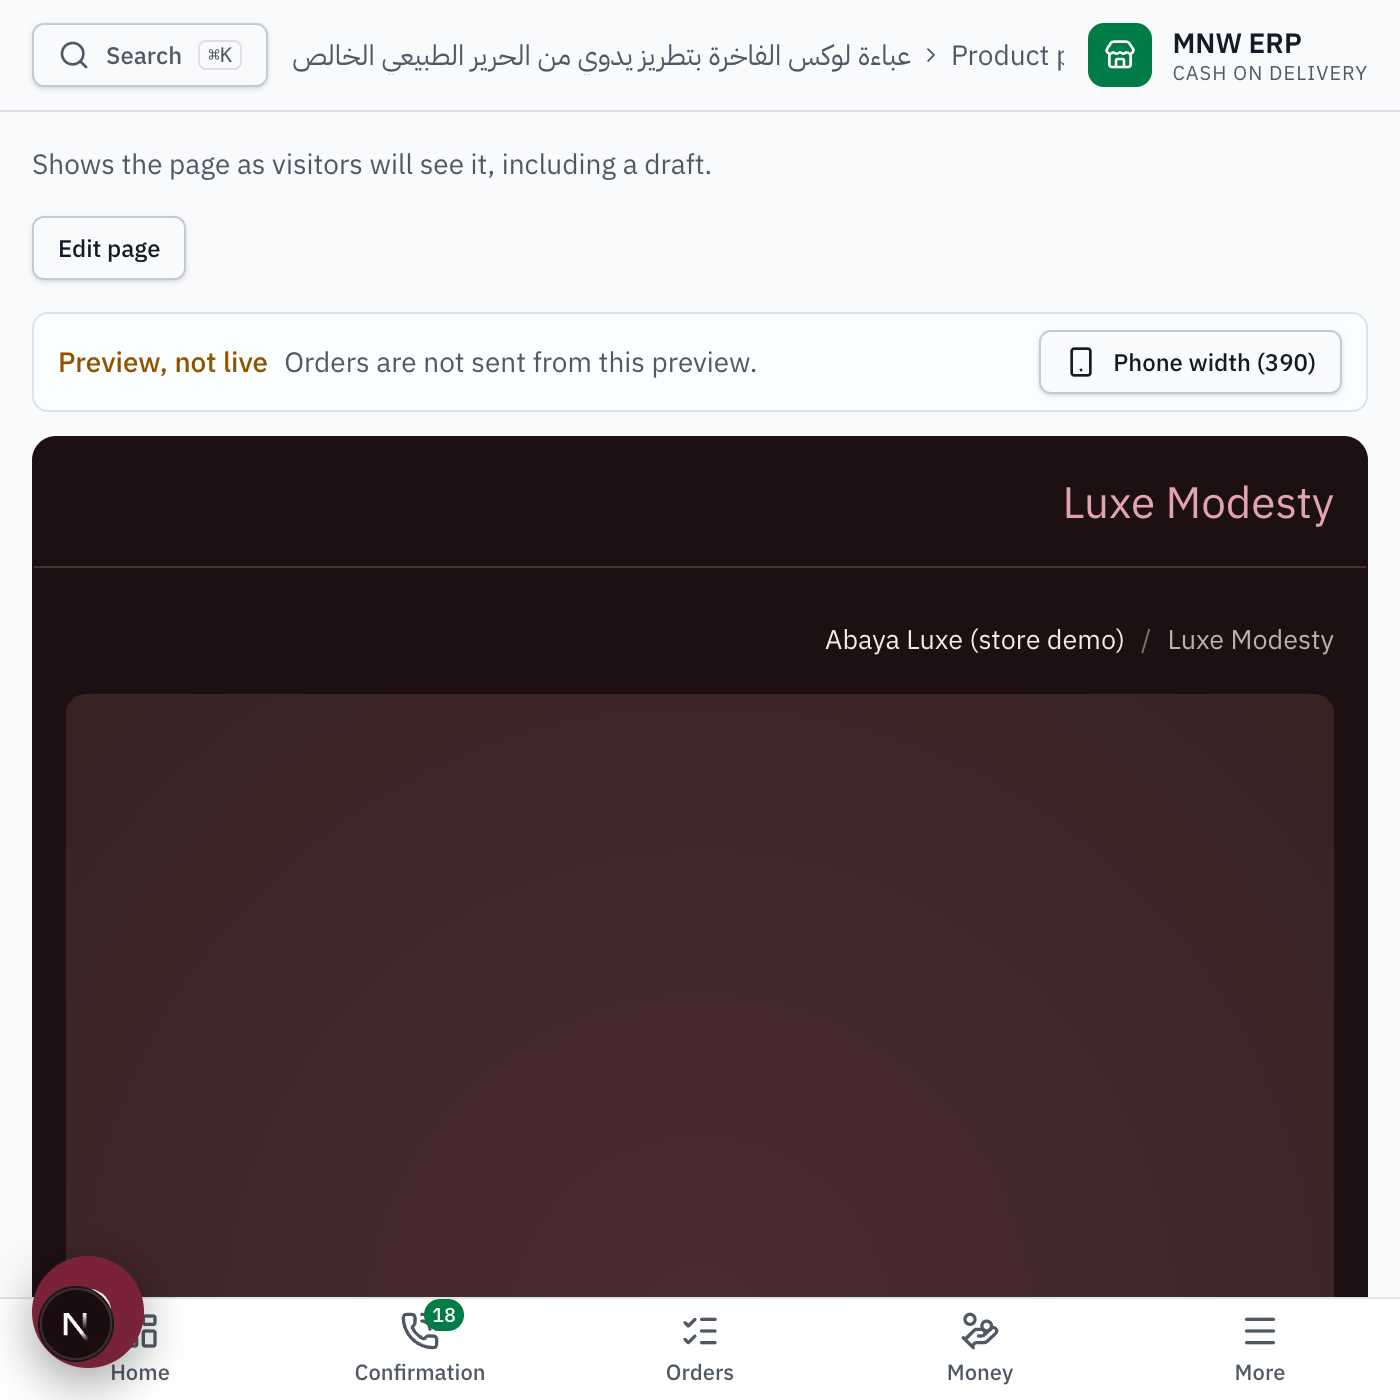 Search ⌘K
عباءة لوكس الفاخرة بتطريز يدوي من الحرير الطبيعي الخالص > Product
MNW ERP
CASH ON DELIVERY
Shows the page as visitors will see it, including a draft.
Edit page
Preview, not live Orders are not sent from this preview.
Phone width (390)
Luxe Modesty
Abaya Luxe (store demo) / Luxe Modesty
N
Home
18
Confirmation
Orders
Money
More